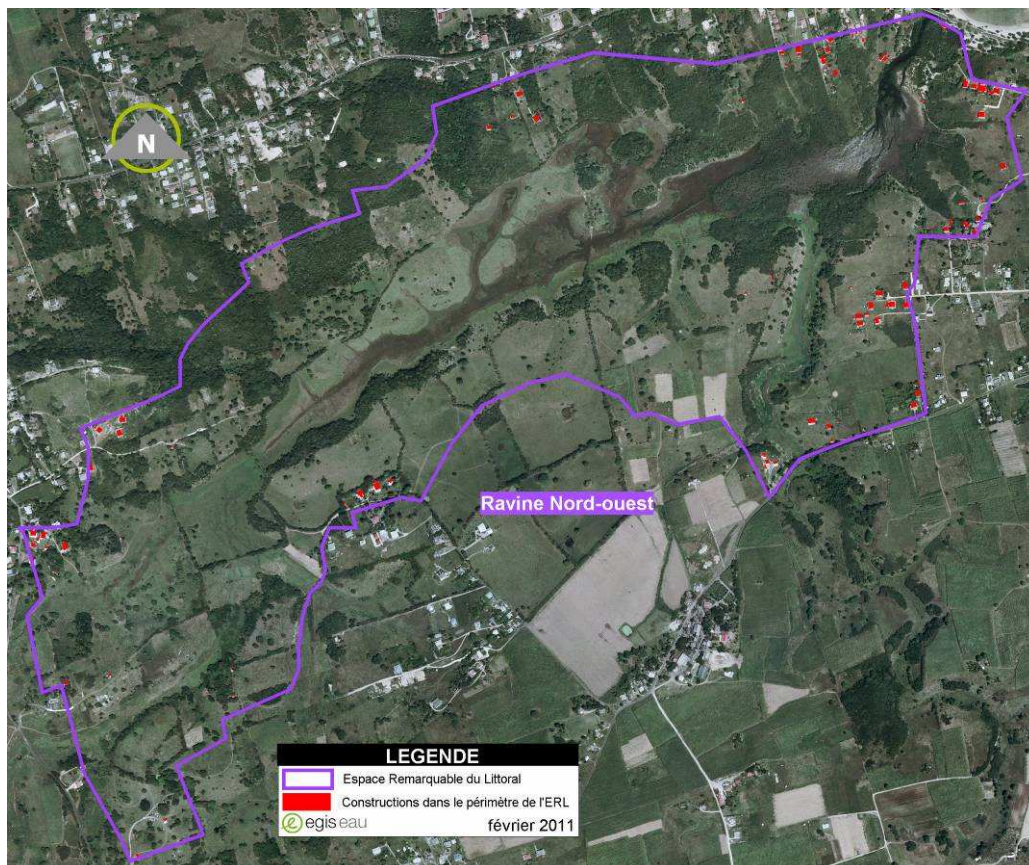 N
Ravine Nord-ouest
LEGENDE
Espace Remarquable du Littoral
Constructions dans le périmètre de l'ERL
egis eau février 2011